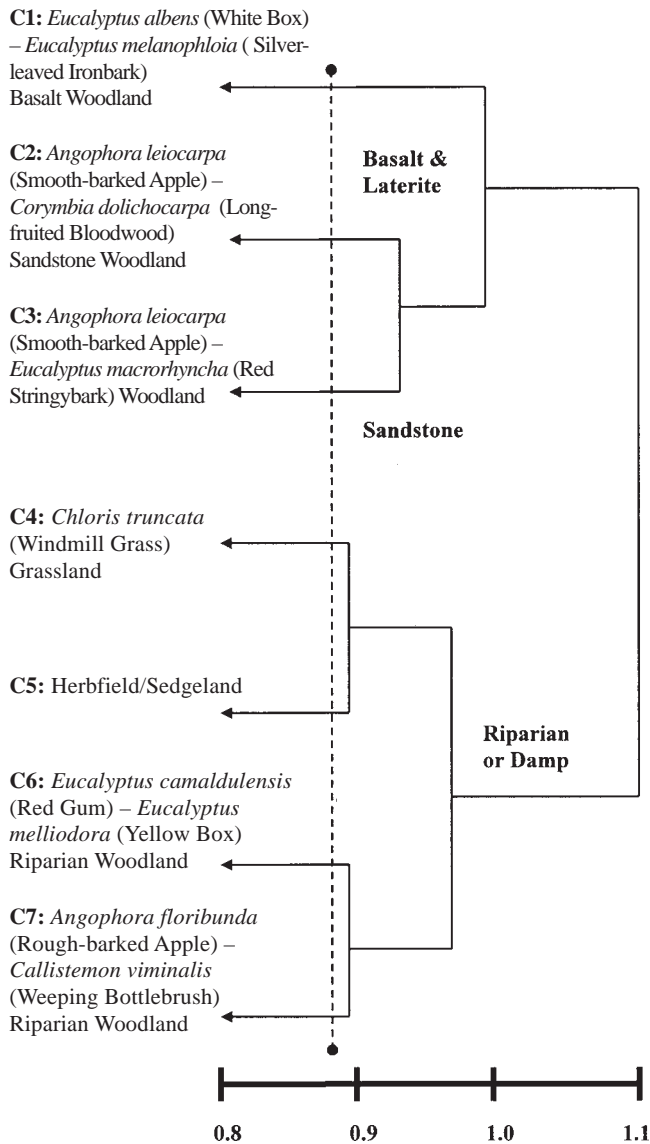 C1: Eucalyptus albens (White Box)
– Eucalyptus melanophloia ( Silver-
leaved Ironbark)
Basalt Woodland
C2: Angophora leiocarpa
(Smooth-barked Apple) –
Corymbia dolichocarpa (Long-
fruited Bloodwood)
Sandstone Woodland
Basalt &
Laterite
C3: Angophora leiocarpa
(Smooth-barked Apple) –
Eucalyptus macrorhyncha (Red
Stringybark) Woodland
Sandstone
C4: Chloris truncata
(Windmill Grass)
Grassland
C5: Herbfield/Sedgeland
Riparian
or Damp
C6: Eucalyptus camaldulensis
(Red Gum) – Eucalyptus
melliodora (Yellow Box)
Riparian Woodland
C7: Angophora floribunda
(Rough-barked Apple) –
Callistemon viminalis
(Weeping Bottlebrush)
Riparian Woodland
0.8 0.9 1.0 1.1